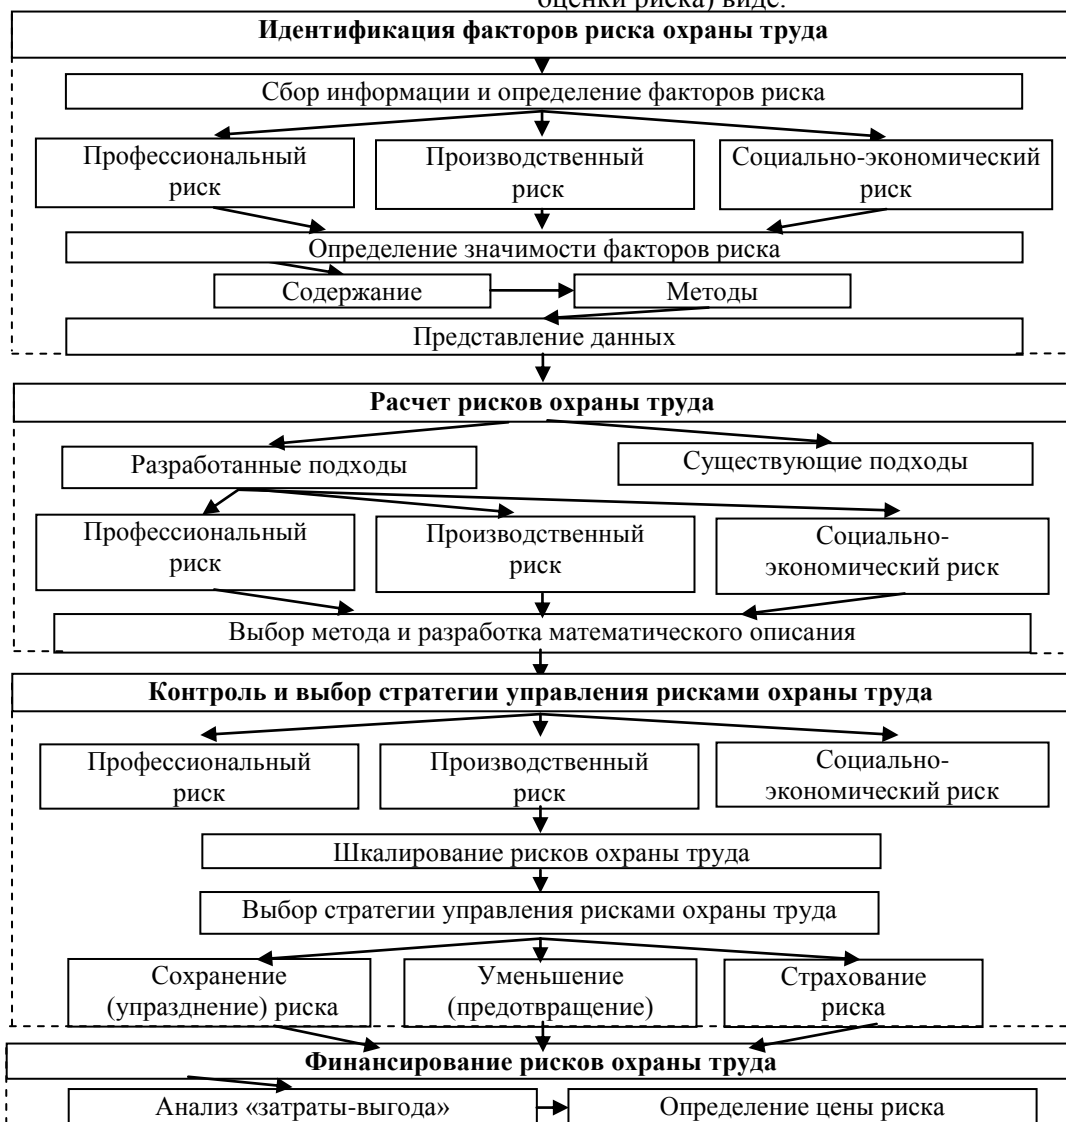 оценки риска) виде.
Идентификация факторов риска охраны труда
Сбор информации и определение факторов риска
Профессиональный
риск
Производственный
риск
Социально-экономический
риск
Определение значимости факторов риска
Содержание
Методы
Представление данных
Расчет рисков охраны труда
Разработанные подходы
Существующие подходы
Профессиональный
риск
Производственный
риск
Социально-
экономический риск
Выбор метода и разработка математического описания
Контроль и выбор стратегии управления рисками охраны труда
Профессиональный
риск
Производственный
риск
Социально-
экономический риск
Шкалирование рисков охраны труда
Выбор стратегии управления рисками охраны труда
Сохранение
(упразднение) риска
Уменьшение
(предотвращение)
Страхование
риска
Финансирование рисков охраны труда
Анализ «затраты-выгода»
Определение цены риска